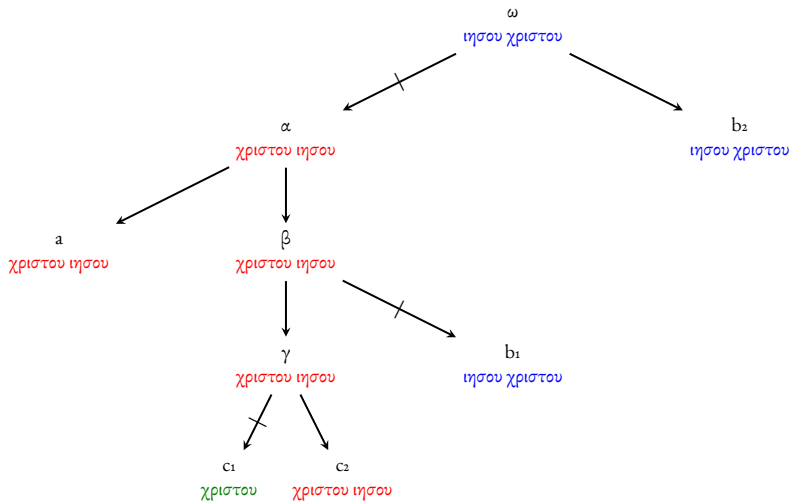 ω
ιησου χριστου
α
χριστου ιησου
b₂
ιησου χριστου
a
χριστου ιησου
β
χριστου ιησου
γ
χριστου ιησου
b₁
ιησου χριστου
c₁
χριστου
c₂
χριστου ιησου